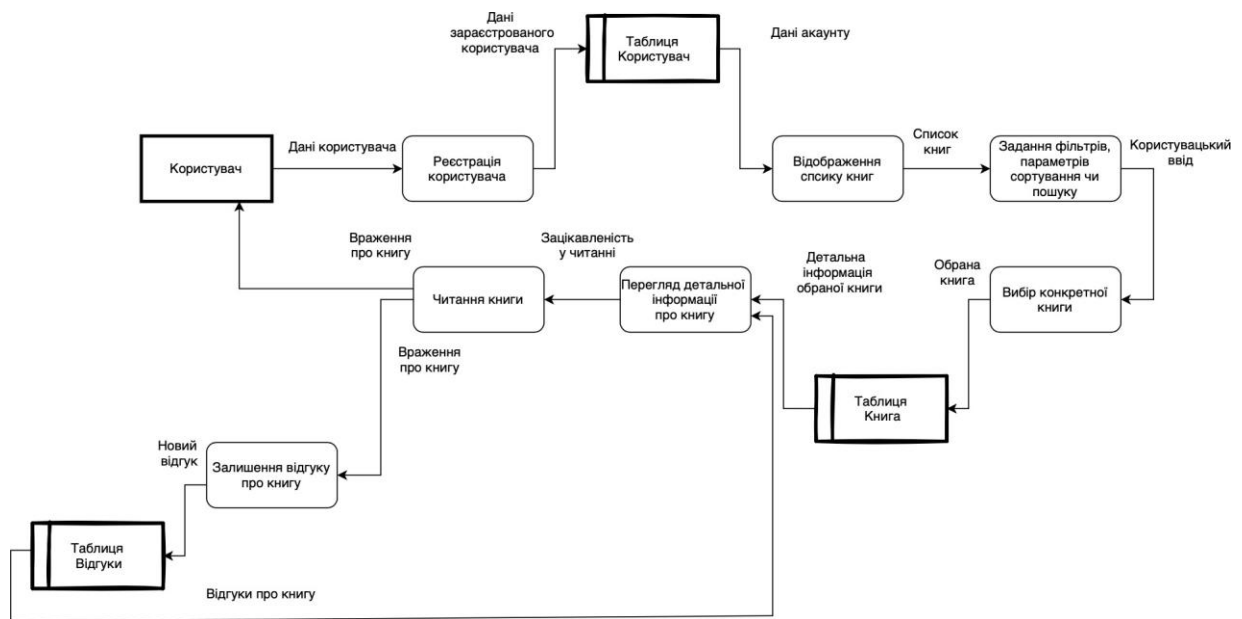 Дані
зараєстрованого
користувача
Таблиця
Користувач
Дані акаунту
Користувач
Дані користувача
Реєстрація
користувача
Відображення
спсику книг
Список
книг
Задання фільтрів,
параметрів
сортування чи
пошуку
Користувацький
ввід
Враження
про книгу
Читання книги
Зацікавленість
у читанні
Перегляд детальної
інформації
про книгу
Детальна
інформація
обраної книги
Обрана
книга
Вибір конкретної
книги
Враження
про книгу
Таблиця
Книга
Новий
відгук
Залишення відгуку
про книгу
Таблиця
Відгуки
Відгуки про книгу